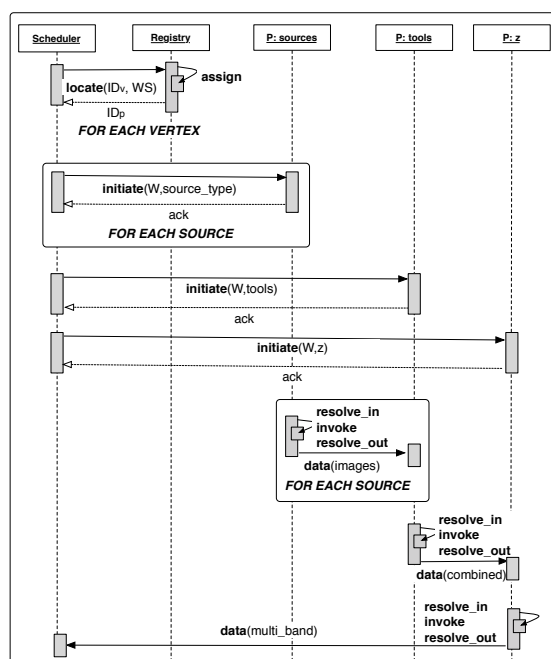 Scheduler Registry P: sources P: tools P: z
assign
locate(IDv, WS)
IDp
FOR EACH VERTEX
initiate(W,source_type)
ack
FOR EACH SOURCE
initiate(W,tools)
ack
initiate(W,z)
ack
resolve_in
invoke
resolve_out
data(images)
FOR EACH SOURCE
resolve_in
invoke
resolve_out
data(combined)
resolve_in
invoke
data(multi_band)
resolve_out